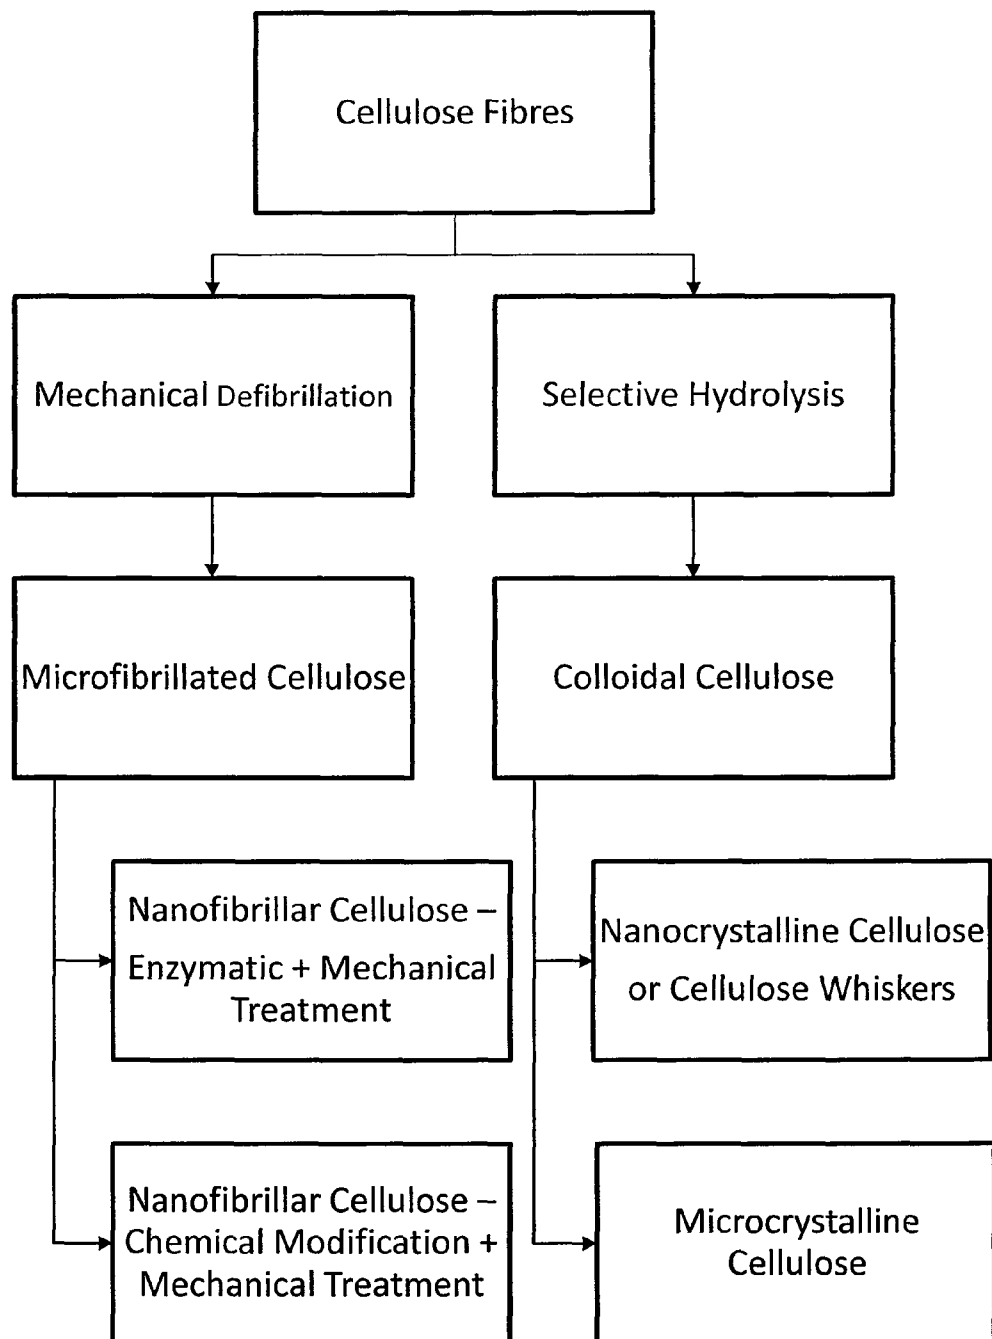 Cellulose Fibres
Mechanical Defibrillation
Selective Hydrolysis
Microfibrillated Cellulose
Colloidal Cellulose
Nanofibrillar Cellulose –
Enzymatic + Mechanical
Treatment
Nanocrystalline Cellulose
or Cellulose Whiskers
Nanofibrillar Cellulose –
Chemical Modification +
Mechanical Treatment
Microcrystalline
Cellulose